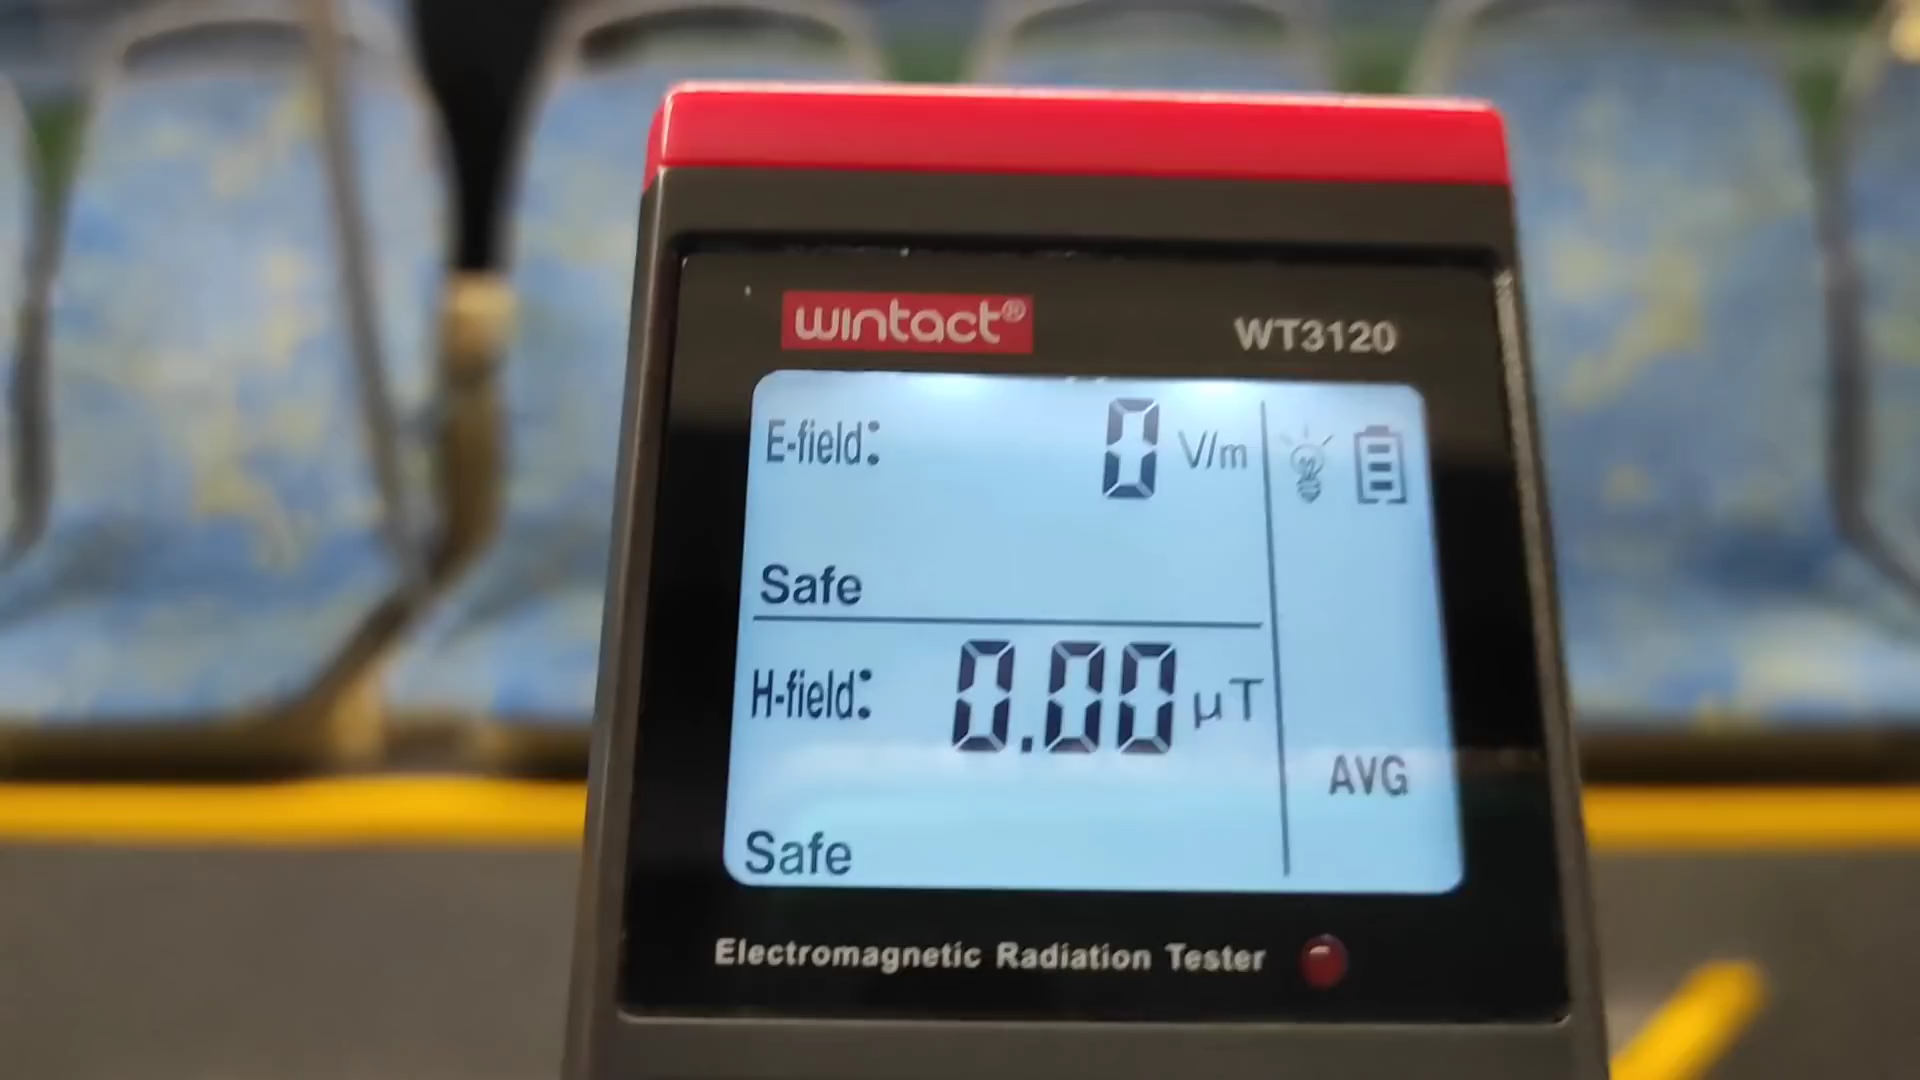 wintact®
WT3120
E-field: 0 V/m
Safe
H-field: 0.00 µT
AVG
Safe
Electromagnetic Radiation Tester